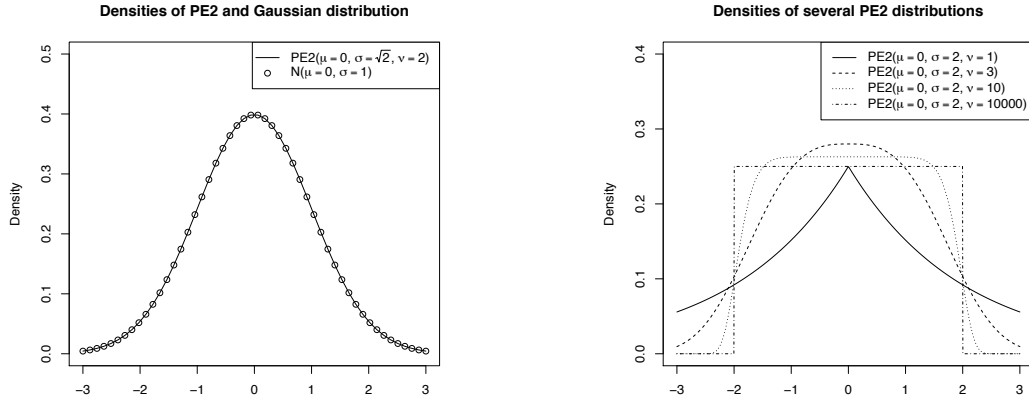 Densities of PE2 and Gaussian distribution
PE2(μ = 0, σ = √2, ν = 2)
N(μ = 0, σ = 1)
Density
0.5
0.4
0.3
0.2
0.1
0.0
−3 −2 −1 0 1 2 3
Densities of several PE2 distributions
PE2(μ = 0, σ = 2, ν = 1)
PE2(μ = 0, σ = 2, ν = 3)
PE2(μ = 0, σ = 2, ν = 10)
PE2(μ = 0, σ = 2, ν = 10000)
Density
0.4
0.3
0.2
0.1
0.0
−3 −2 −1 0 1 2 3